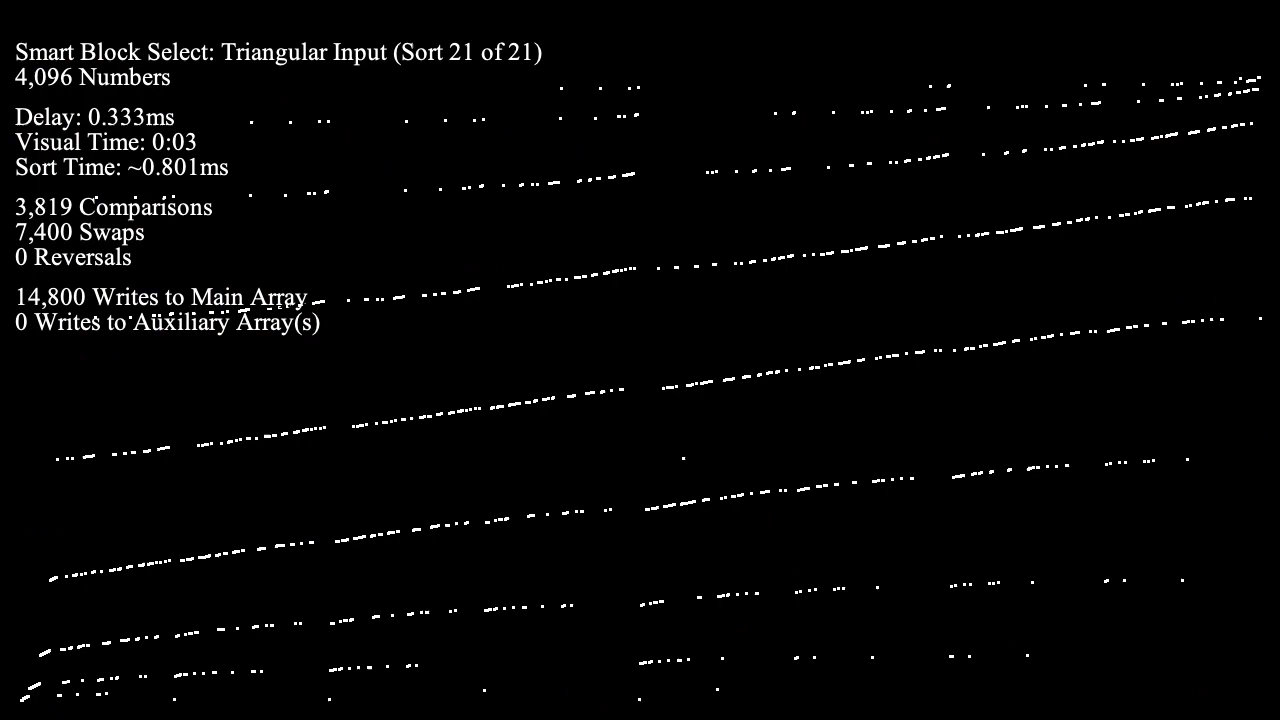 Smart Block Select: Triangular Input (Sort 21 of 21)
4,096 Numbers
Delay: 0.333ms
Visual Time: 0:03
Sort Time: ~0.801ms
3,819 Comparisons
7,400 Swaps
0 Reversals
14,800 Writes to Main Array
0 Writes to Auxiliary Array(s)